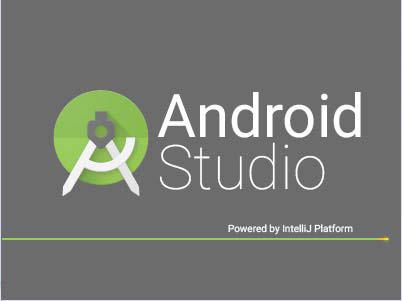 Android
Studio
Powered by IntelliJ Platform